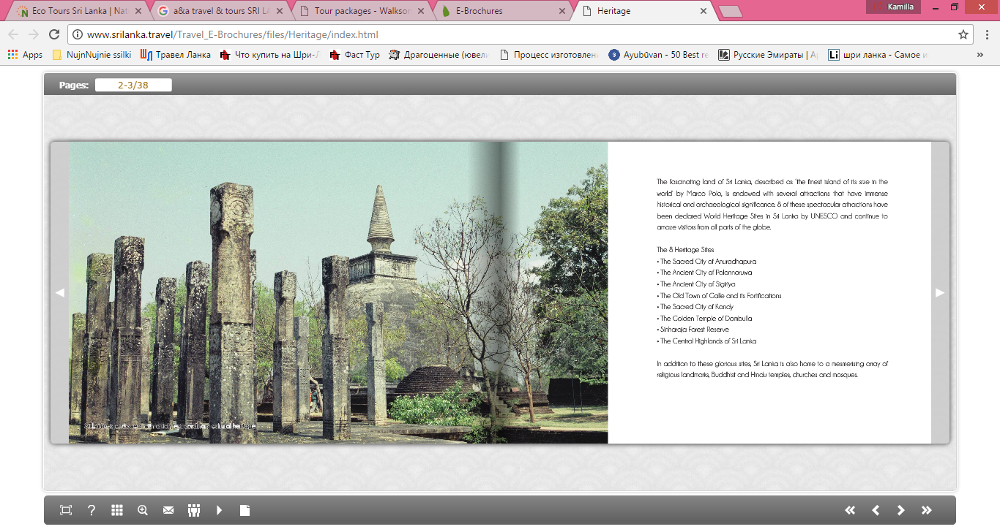 Eco Tours Sri Lanka | Nat
a&a travel & tours SRI LA
Tour packages - Walkson
E-Brochures
Heritage
Kamilla
www.srilanka.travel/Travel_E-Brochures/files/Heritage/index.html
Apps
NujnNujnie ssilki
Травел Ланка
Что купить на Шри-Л
Фаст Тур
Драгоценные (ювели
Процесс изготовлени
9
Ayubūvan - 50 Best re
Русские Эмираты | А
Li
шри ланка - Самое и
»
Pages: 2-3/38
The fascinating land of Sri Lanka, described as 'the finest island of its size in the
world' by Marco Polo, is endowed with several attractions that have immense
historical and archaeological significance. 8 of these spectacular attractions have
been declared World Heritage Sites in Sri Lanka by UNESCO and continue to
amaze visitors from all parts of the globe.
The 8 Heritage Sites
• The Sacred City of Anuradhapura
• The Ancient City of Polonnaruwa
• The Ancient City of Sigiriya
• The Old Town of Galle and its Fortifications
• The Sacred City of Kandy
• The Golden Temple of Dambulla
• Sinharaja Forest Reserve
• The Central Highlands of Sri Lanka
In addition to these glorious sites, Sri Lanka is also home to a mesmerising array of
religious landmarks, Buddhist and Hindu temples, churches and mosques.
Sri Lanka is cultural heritage